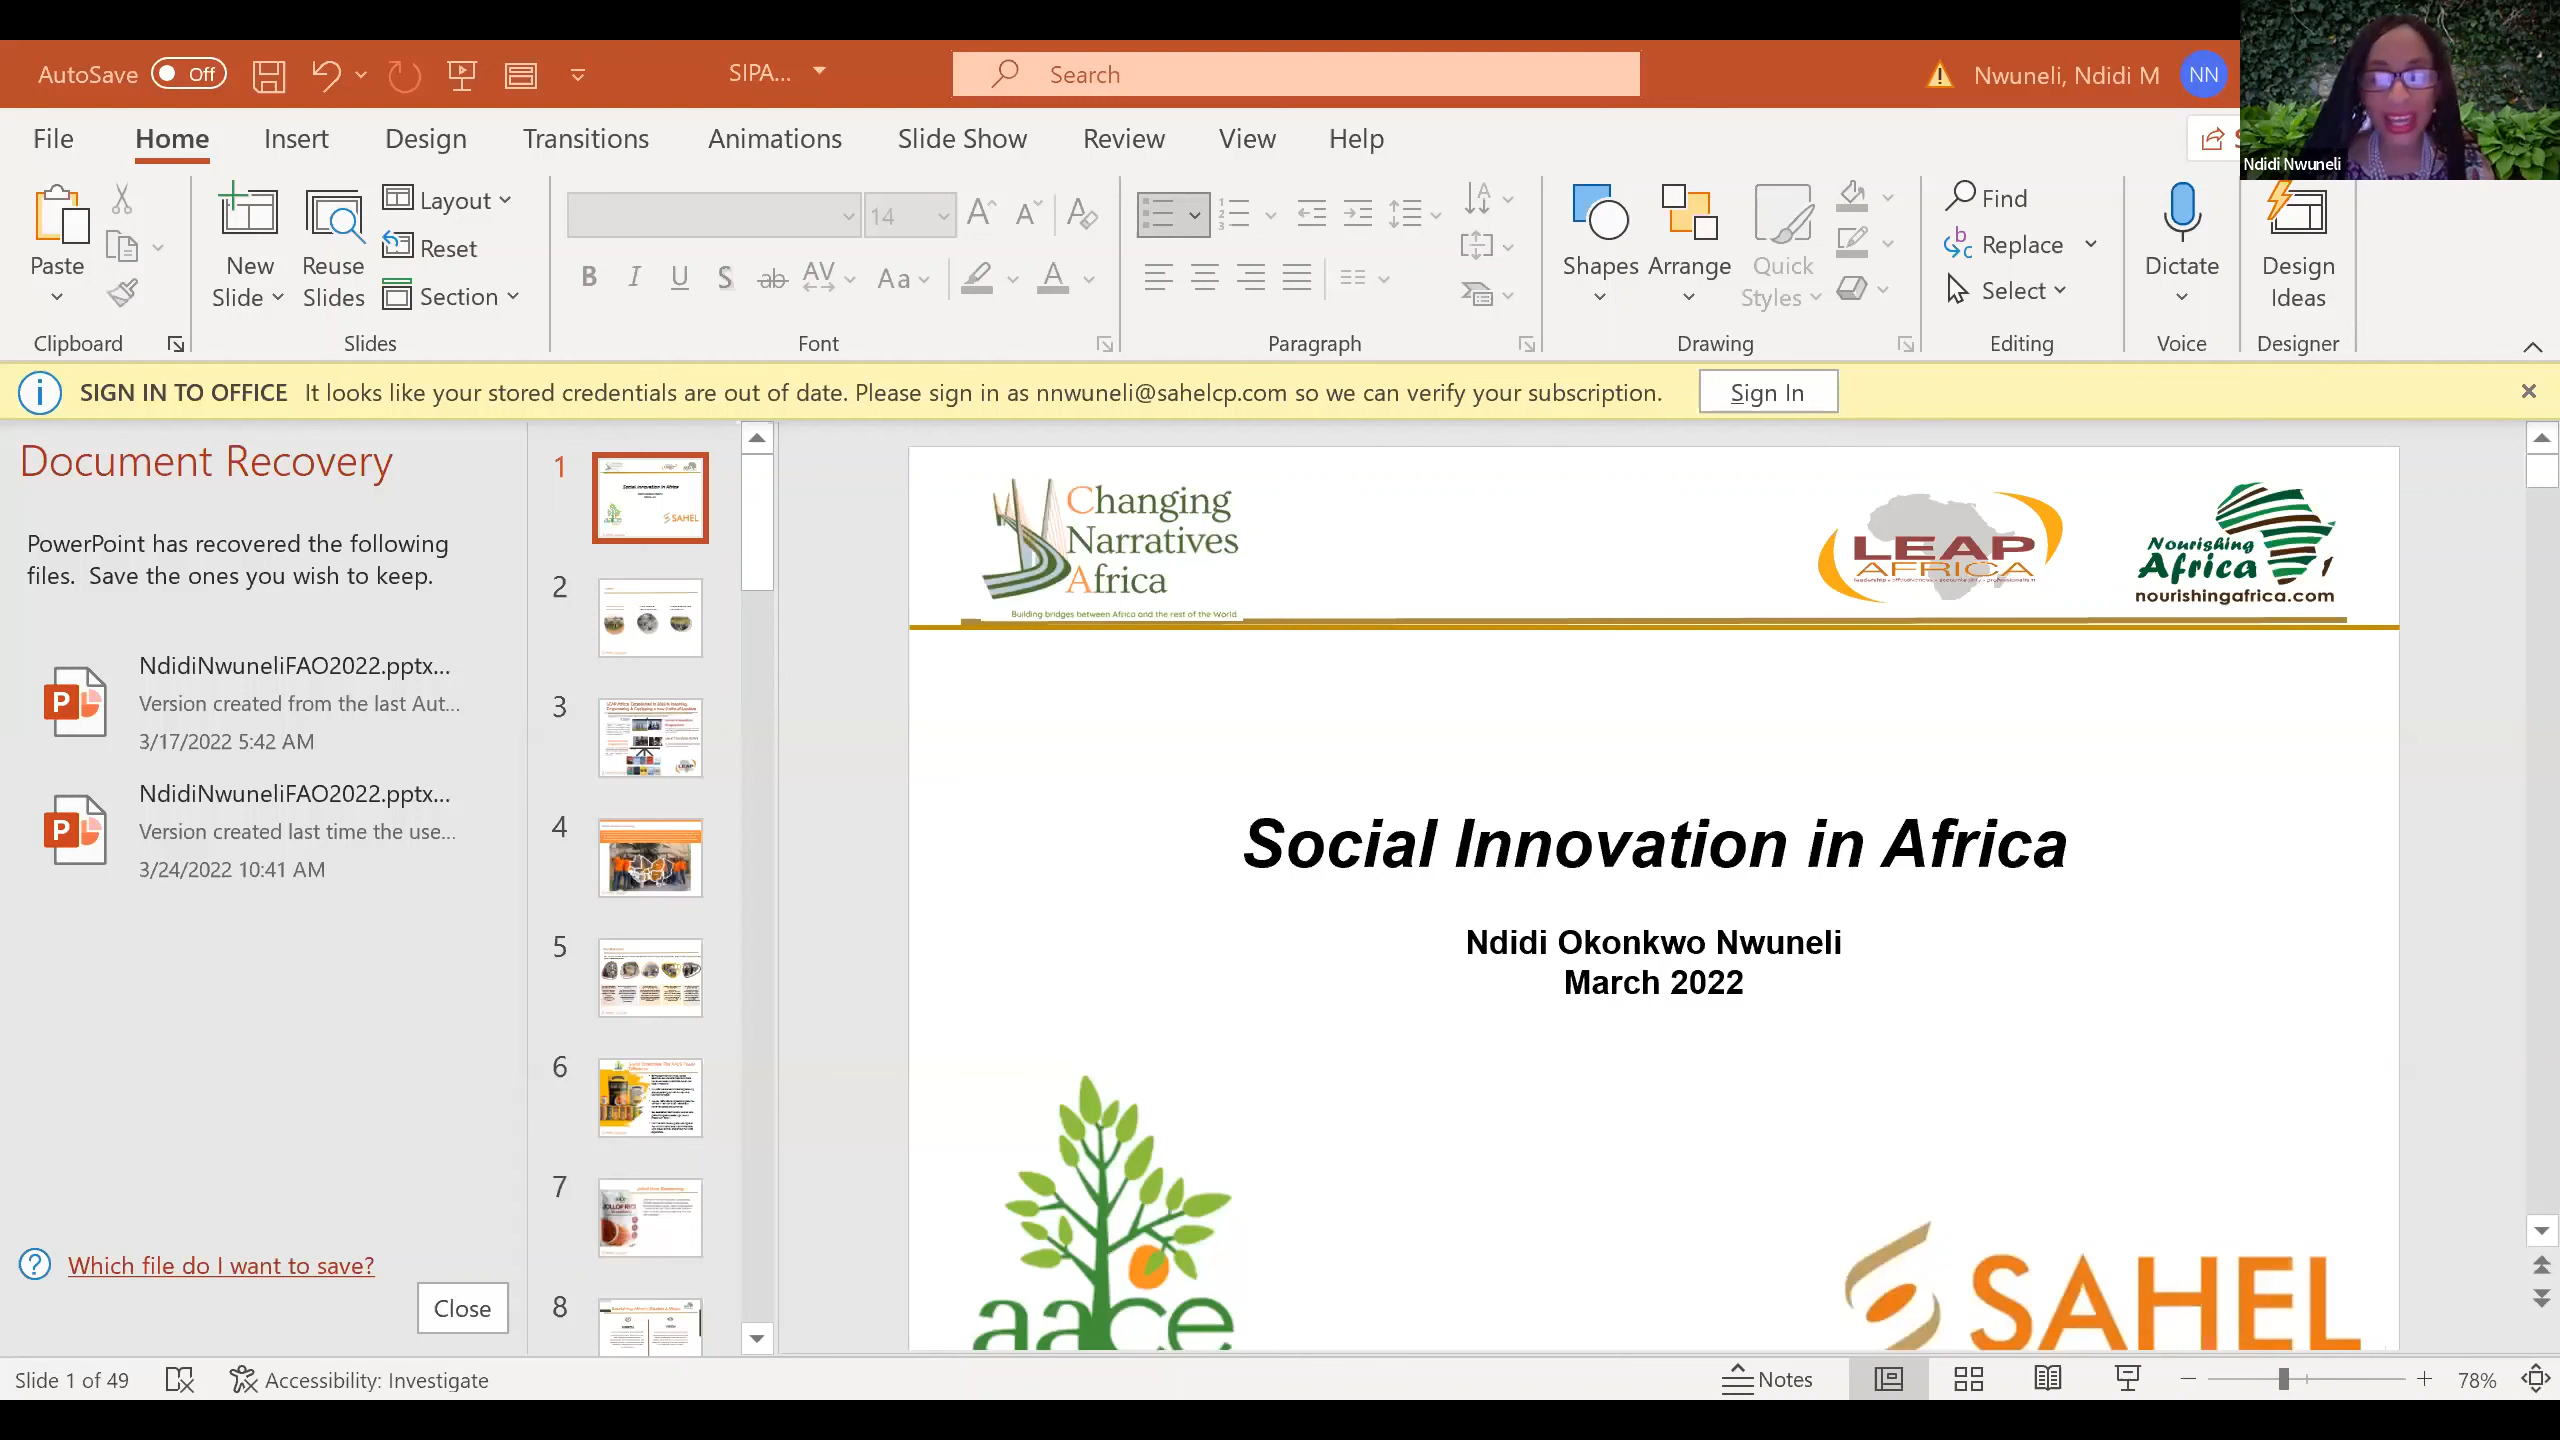 AutoSave Off SIPA... Search Nwuneli, Ndidi M NN
File Home Insert Design Transitions Animations Slide Show Review View Help
Ndidi Nwuneli
Paste
New Slide
Reuse Slides
Layout
Reset
Section
14
B I U S ab AV Aa A
Shapes Arrange Quick Styles
Find
Replace
Select
Dictate
Design Ideas
Clipboard Slides Font Paragraph Drawing Editing Voice Designer
SIGN IN TO OFFICE It looks like your stored credentials are out of date. Please sign in as nnwuneli@sahelcp.com so we can verify your subscription. Sign In
Document Recovery
PowerPoint has recovered the following
files. Save the ones you wish to keep.
NdidiNwuneliFAO2022.pptx...
Version created from the last Aut...
3/17/2022 5:42 AM
NdidiNwuneliFAO2022.pptx...
Version created last time the use...
3/24/2022 10:41 AM
Which file do I want to save?
Close
1
2
3
4
5
6
7
8
Changing
Narratives
Africa
Building bridges between Africa and the rest of the World
LEAP
AFRICA
Nourishing
Africa
nourishingafrica.com
Social Innovation in Africa
Ndidi Okonkwo Nwuneli
March 2022
aace
SAHEL
Slide 1 of 49 Accessibility: Investigate Notes 78%